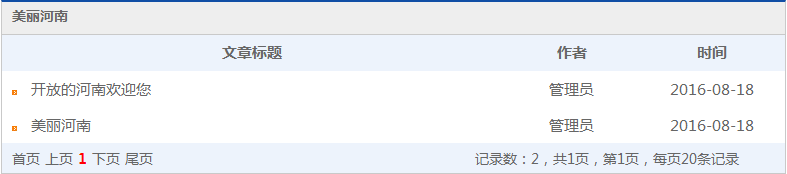 美丽河南
文章标题 作者 时间
开放的河南欢迎您 管理员 2016-08-18
美丽河南 管理员 2016-08-18
首页 上页 1 下页 尾页 记录数：2，共1页，第1页，每页20条记录